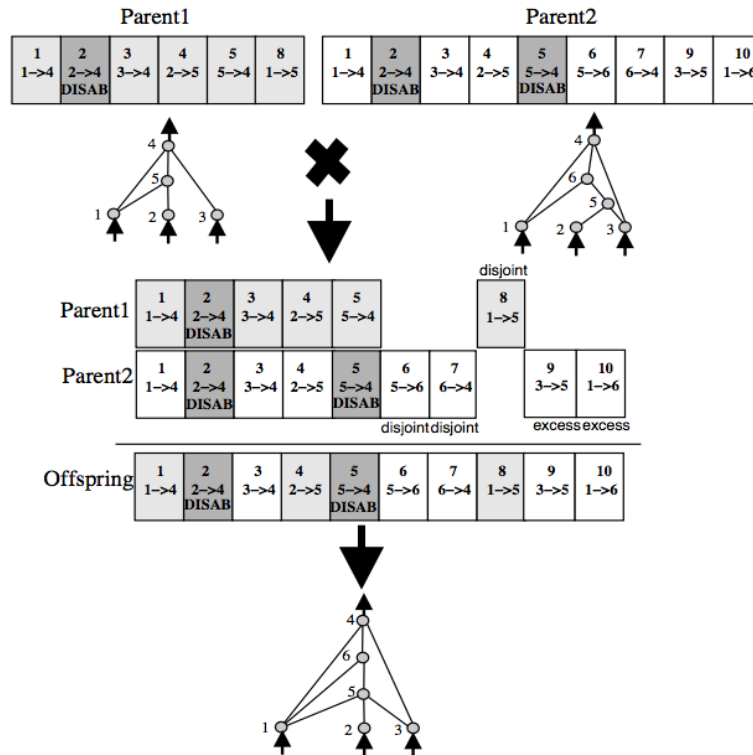 Parent1 Parent2
1 2 3 4 5 8 1 2 3 4 5 6 7 9 10
1->4 2->4 3->4 2->5 5->4 1->5 1->4 2->4 3->4 2->5 5->4 5->6 6->4 3->5 1->6
DISAB DISAB DISAB
4 4
6
5 5
1 2 3 1 2 3
disjoint
Parent1 1 2 3 4 5 8
1->4 2->4 3->4 2->5 5->4 1->5
DISAB
Parent2 1 2 3 4 5 6 7 9 10
1->4 2->4 3->4 2->5 5->4 5->6 6->4 3->5 1->6
DISAB DISAB
disjoint disjoint excess excess
Offspring 1 2 3 4 5 6 7 8 9 10
1->4 2->4 3->4 2->5 5->4 5->6 6->4 1->5 3->5 1->6
DISAB DISAB
4
6
5
1 2 3